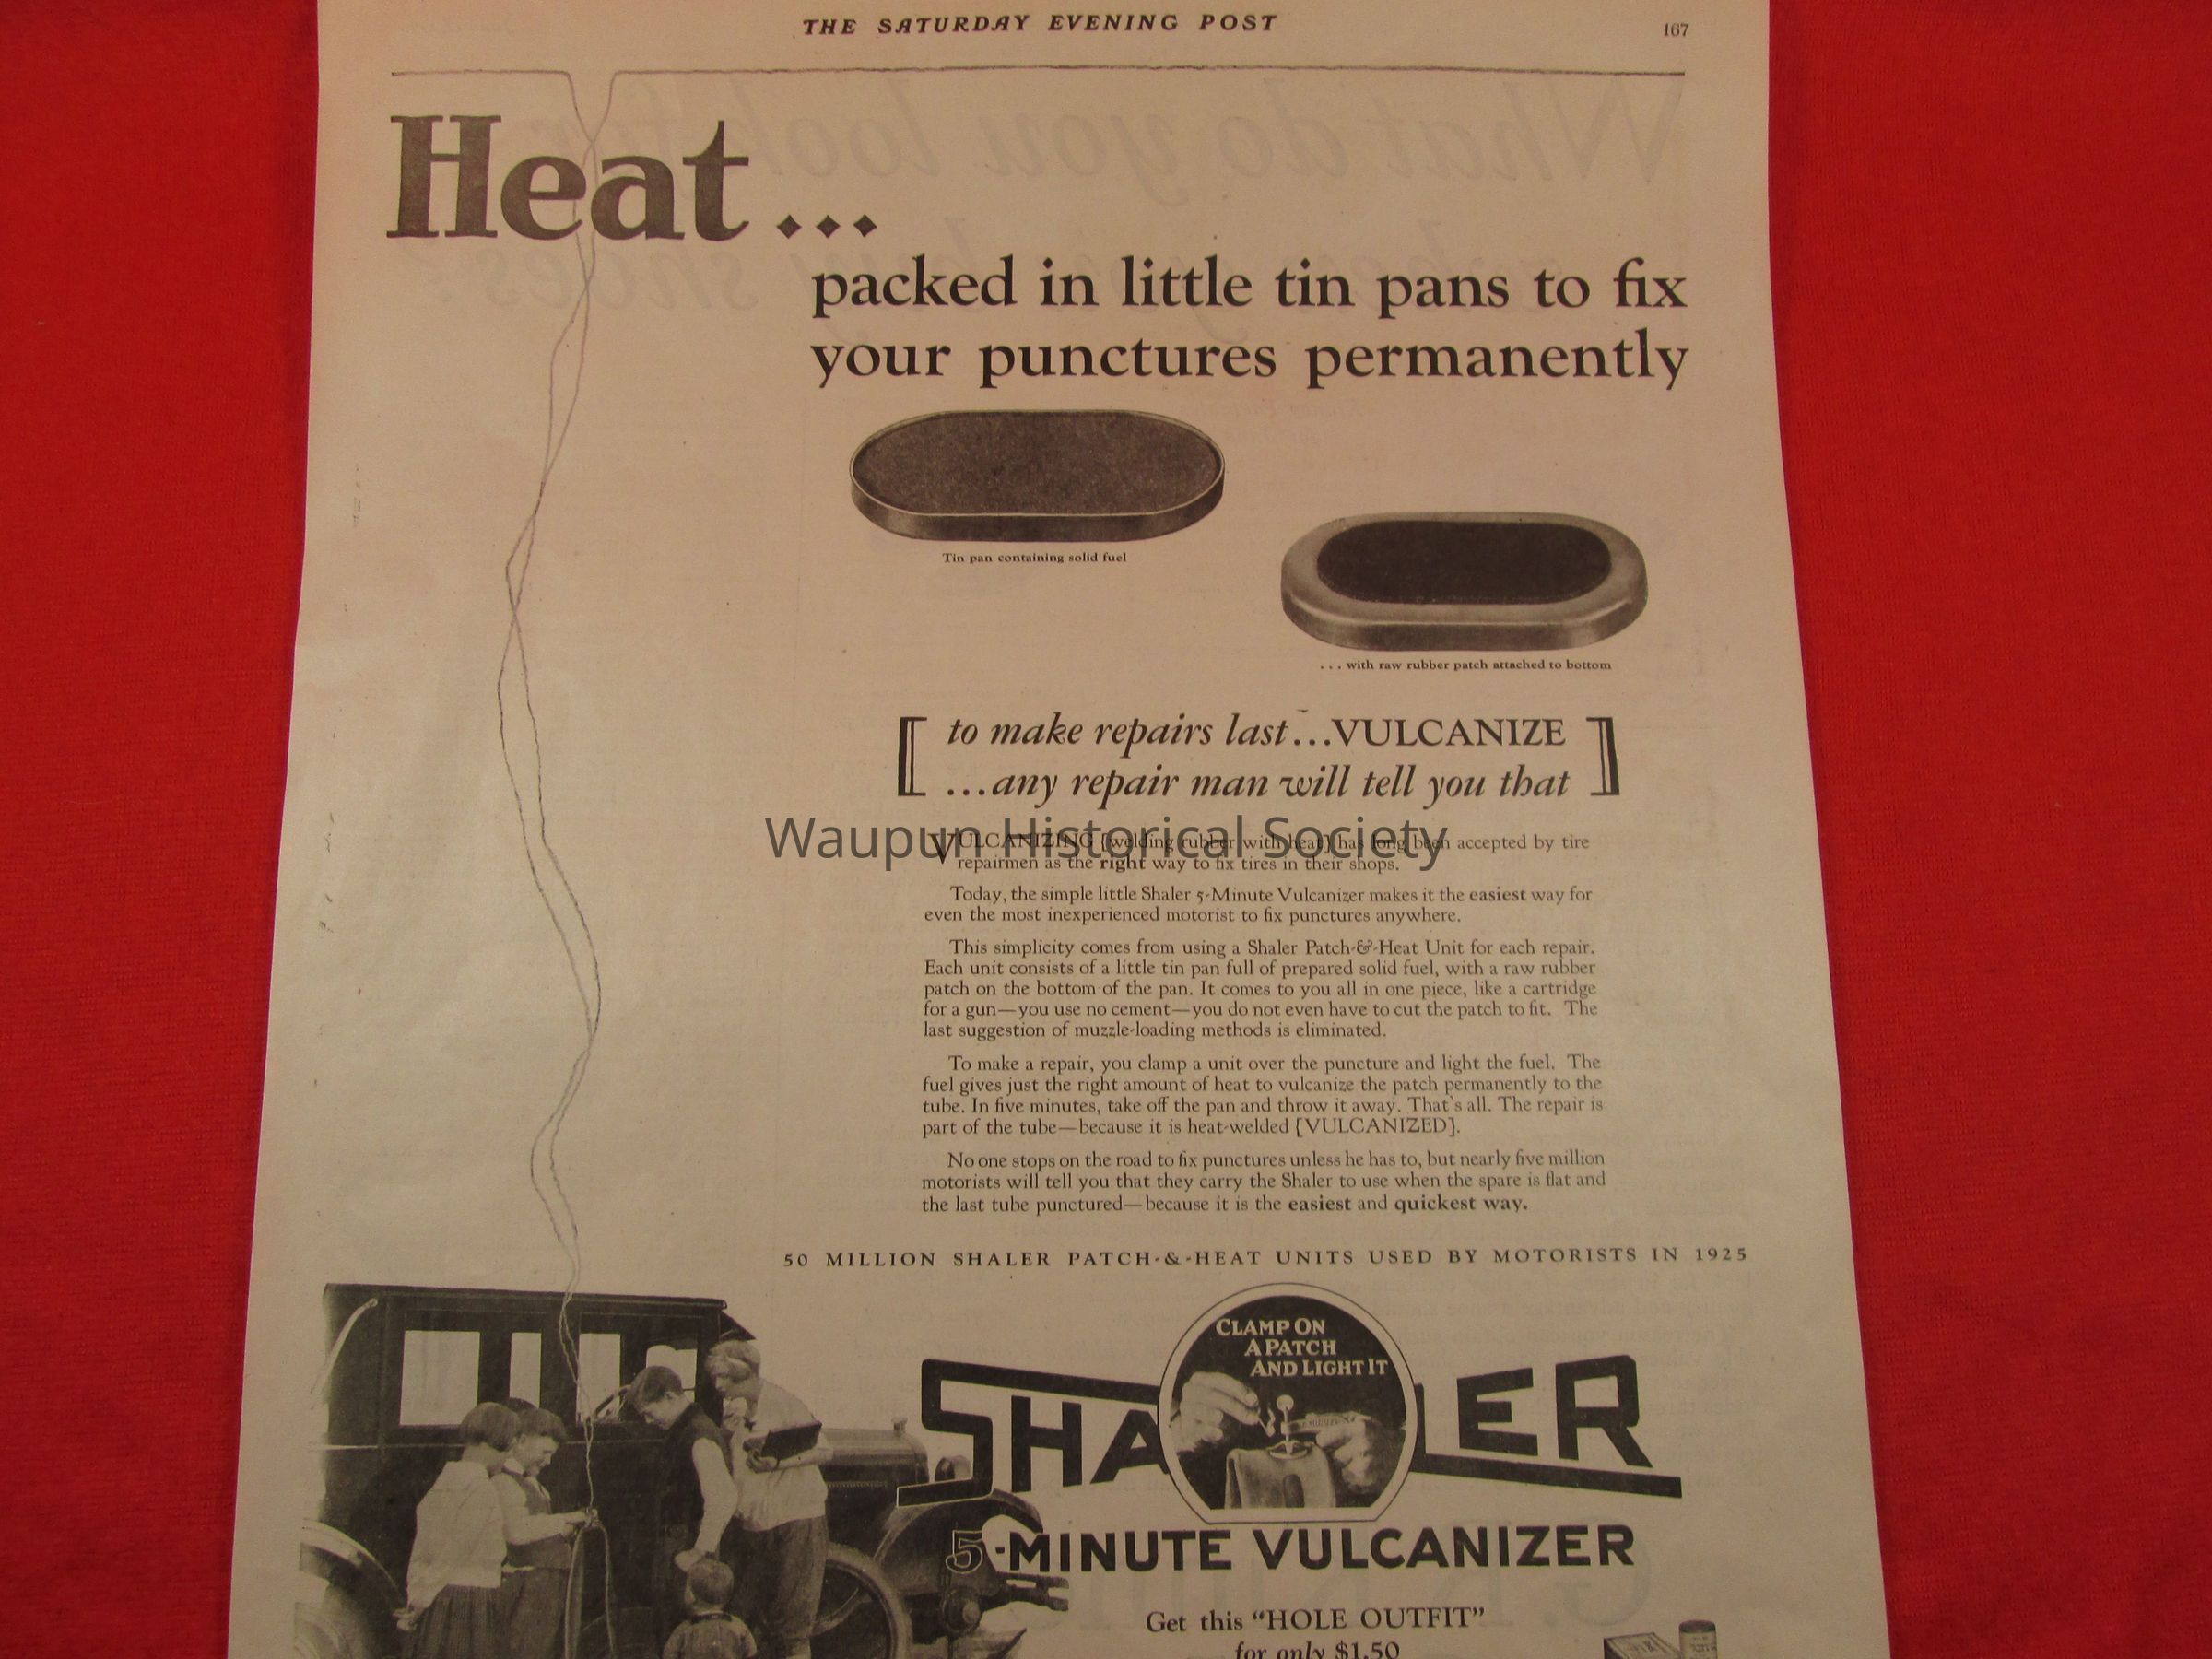 THE SATURDAY EVENING POST
167
Heat...
packed in little tin pans to fix
your punctures permanently
Tin pan containing solid fuel
... with raw rubber patch attached to bottom
[ to make repairs last...VULCANIZE
...any repair man will tell you that ]
Waupun Historical Society
VULCANIZING {welding rubber with heat} has long been accepted by tire
repairmen as the right way to fix tires in their shops.
Today, the simple little Shaler 5-Minute Vulcanizer makes it the easiest way for
even the most inexperienced motorist to fix punctures anywhere.
This simplicity comes from using a Shaler Patch-&-Heat Unit for each repair.
Each unit consists of a little tin pan full of prepared solid fuel, with a raw rubber
patch on the bottom of the pan. It comes to you all in one piece, like a cartridge
for a gun—you use no cement—you do not even have to cut the patch to fit. The
last suggestion of muzzle-loading methods is eliminated.
To make a repair, you clamp a unit over the puncture and light the fuel. The
fuel gives just the right amount of heat to vulcanize the patch permanently to the
tube. In five minutes, take off the pan and throw it away. That's all. The repair is
part of the tube—because it is heat-welded {VULCANIZED}.
No one stops on the road to fix punctures unless he has to, but nearly five million
motorists will tell you that they carry the Shaler to use when the spare is flat and
the last tube punctured—because it is the easiest and quickest way.
50 MILLION SHALER PATCH-&-HEAT UNITS USED BY MOTORISTS IN 1925
CLAMP ON
A PATCH
AND LIGHT IT
SHALER
5-MINUTE VULCANIZER
Get this "HOLE OUTFIT"
for only $1.50